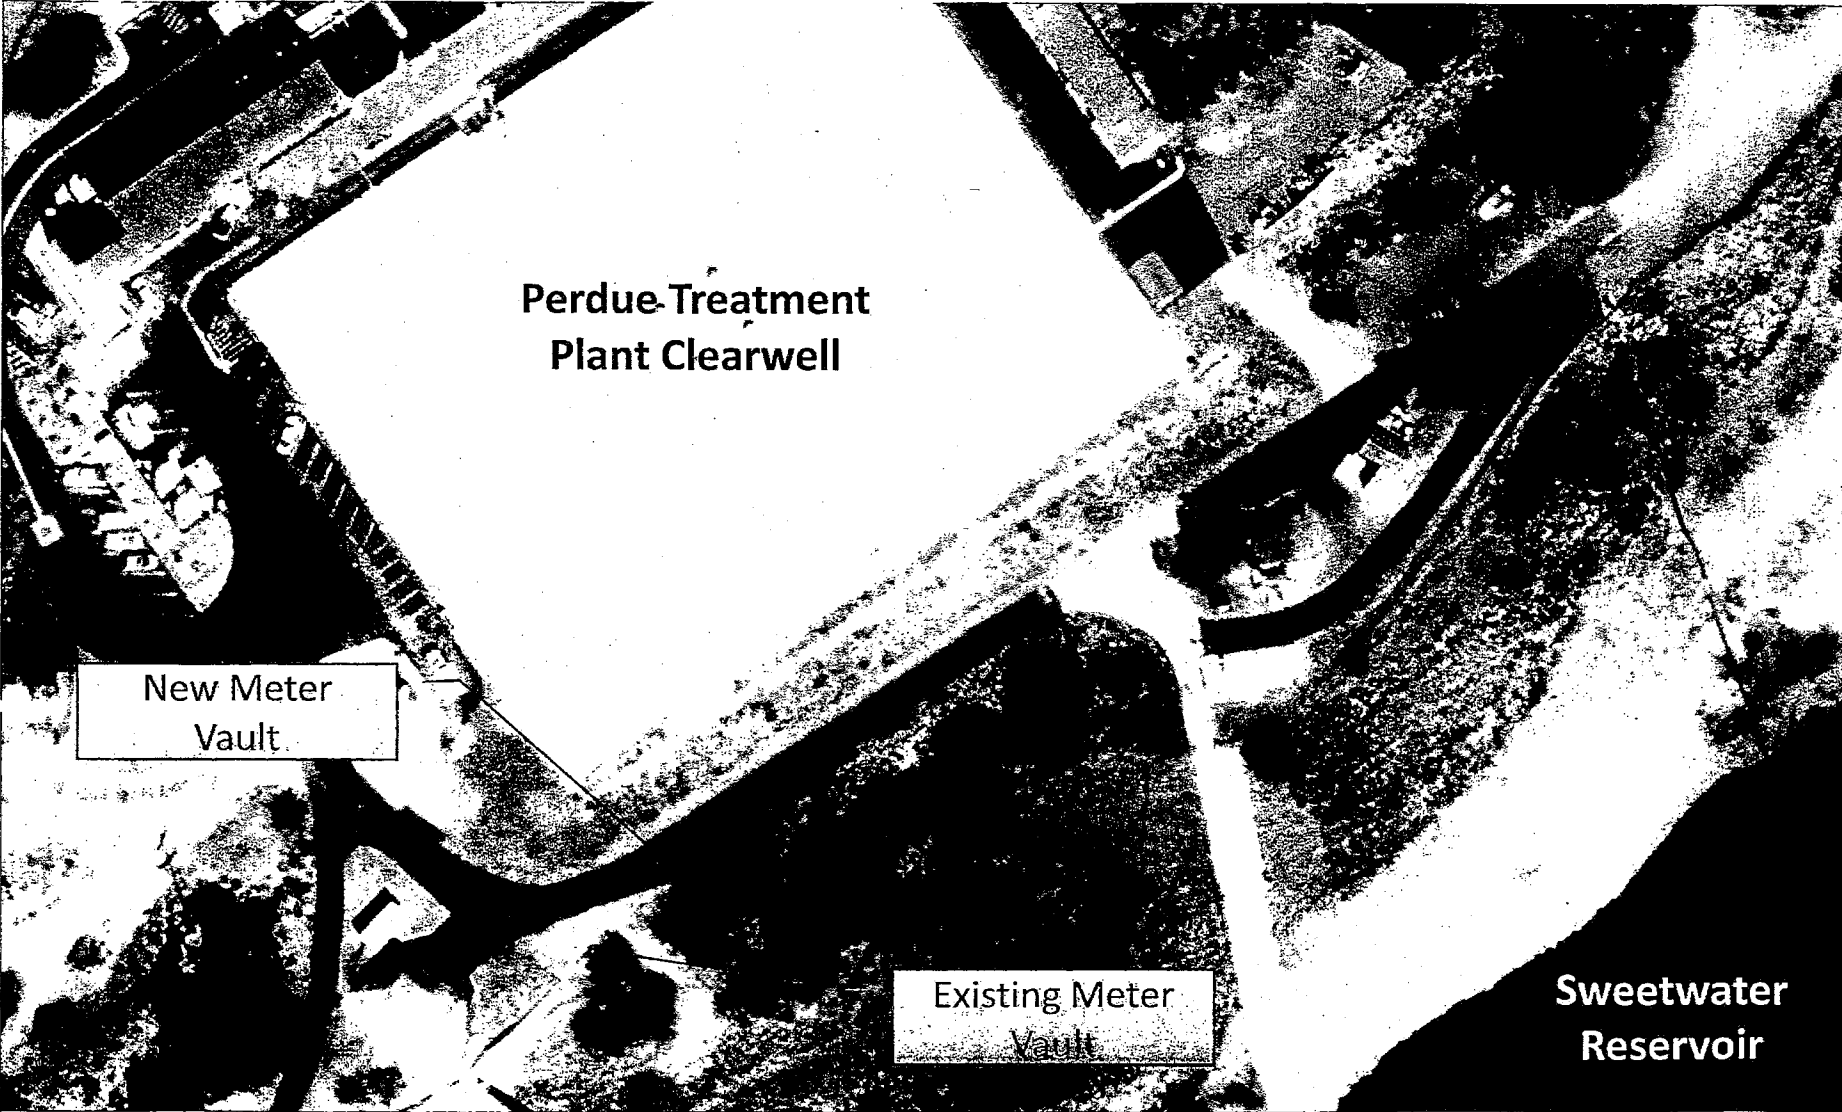 Perdue Treatment
Plant Clearwell
New Meter
Vault
Existing Meter
Vault
Sweetwater
Reservoir